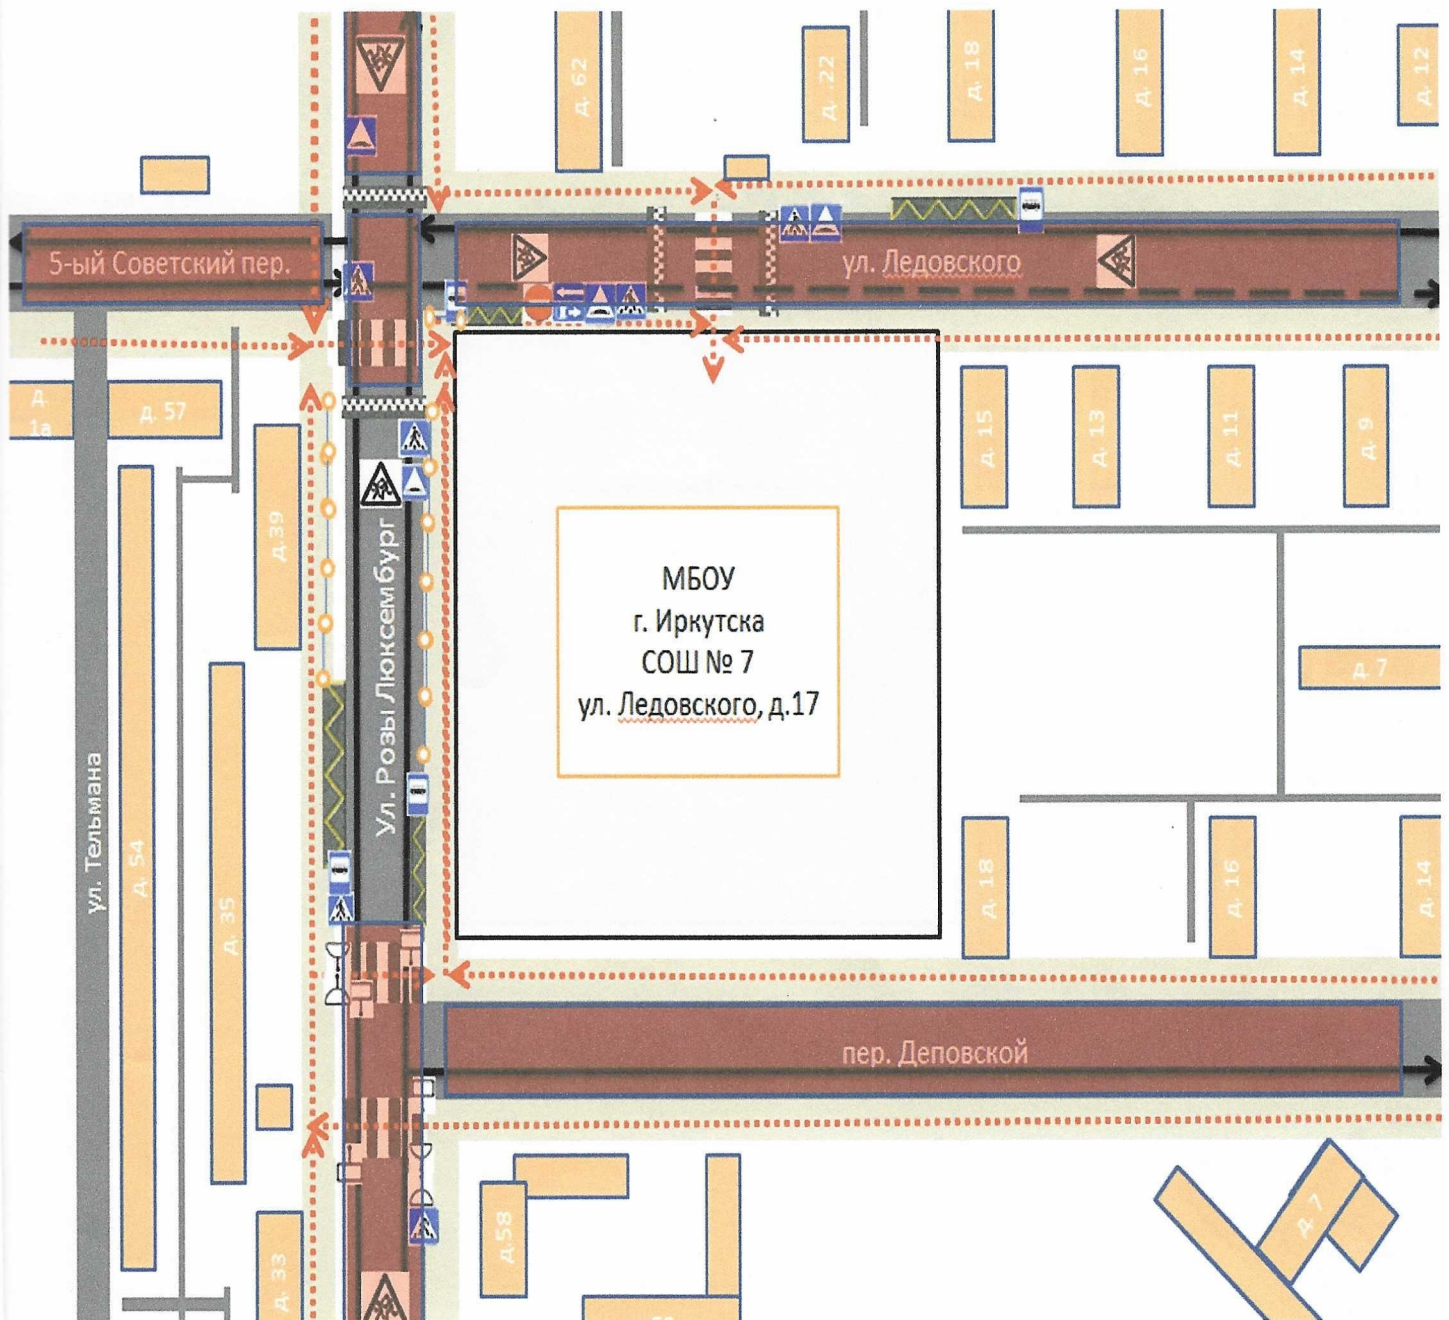 д. 62
д. .22
д. 18
д. 16
д. 14
д. 12
5-ый Советский пер.
ул. Ледовского
д.
1а
д. 57
д.39
д. 15
д. 13
д. 11
д. 9
МБОУ
г. Иркутска
СОШ № 7
ул. Ледовского, д.17
Ул. Розы Люксембург
д. 7
ул. Тельмана
д. 54
д. 35
д. 18
д. 16
д. 14
пер. Деповской
д.58
д. 7
д. 33